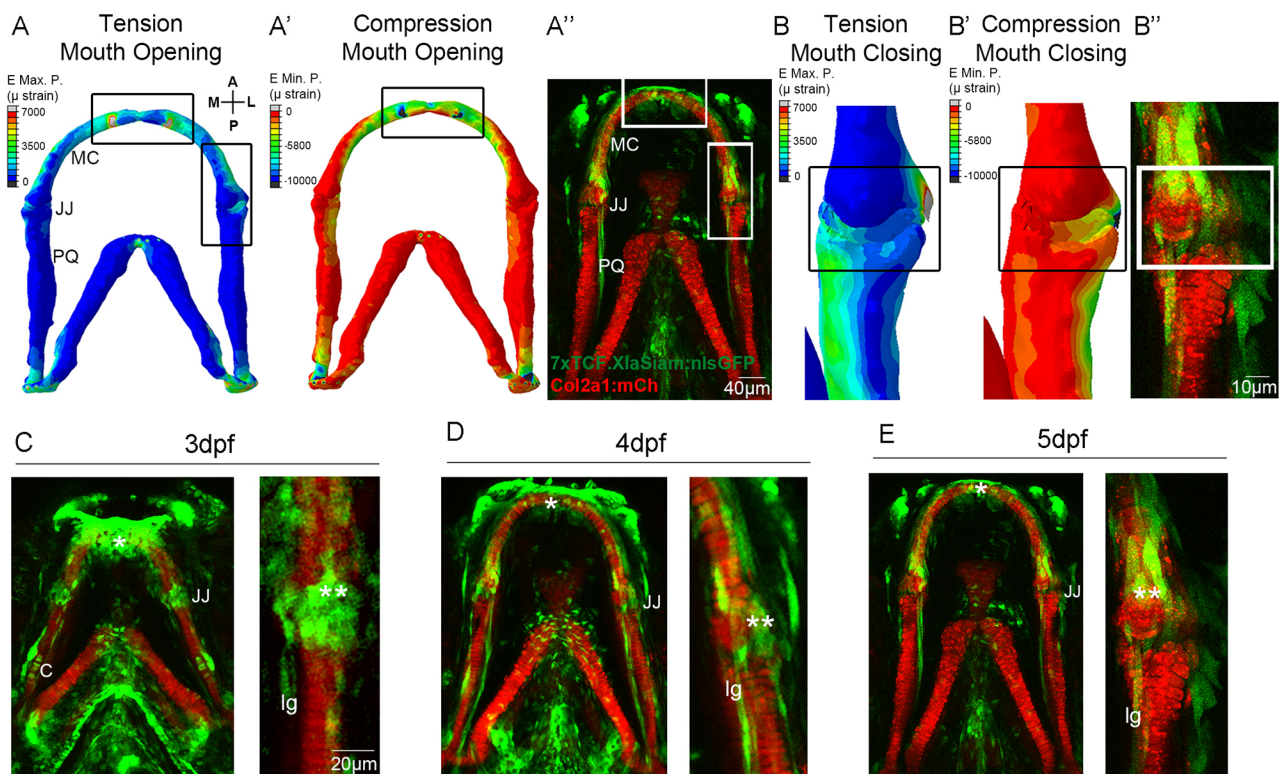 A
Tension
Mouth Opening
E Max. P.
(µ strain)
7000
3500
0
A
M L
P
MC
JJ
PQ
A'
Compression
Mouth Opening
E Min. P.
(µ strain)
0
-5800
-10000
A''
MC
JJ
PQ
7xTCF.XlaSiam:nlsGFP
Col2a1:mCh
40µm
B
Tension
Mouth Closing
E Max. P.
(µ strain)
7000
3500
0
B'
Compression
Mouth Closing
E Min. P.
(µ strain)
0
-5800
-10000
B''
10µm
C
3dpf
*
JJ
C
**
lg
20µm
D
4dpf
*
JJ
**
lg
E
5dpf
*
JJ
**
lg